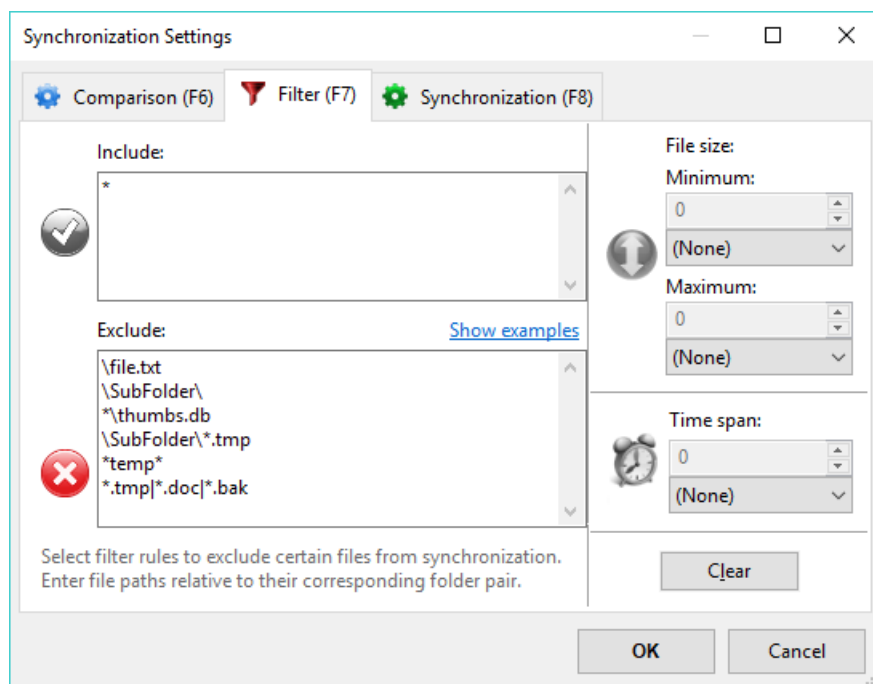 Synchronization Settings
Comparison (F6)
Filter (F7)
Synchronization (F8)
Include:
*
Exclude:
Show examples
\file.txt
\SubFolder\
*\thumbs.db
\SubFolder\*.tmp
*temp*
*.tmp|*.doc|*.bak
Select filter rules to exclude certain files from synchronization.
Enter file paths relative to their corresponding folder pair.
File size:
Minimum:
0
(None)
Maximum:
0
(None)
Time span:
0
(None)
Clear
OK
Cancel